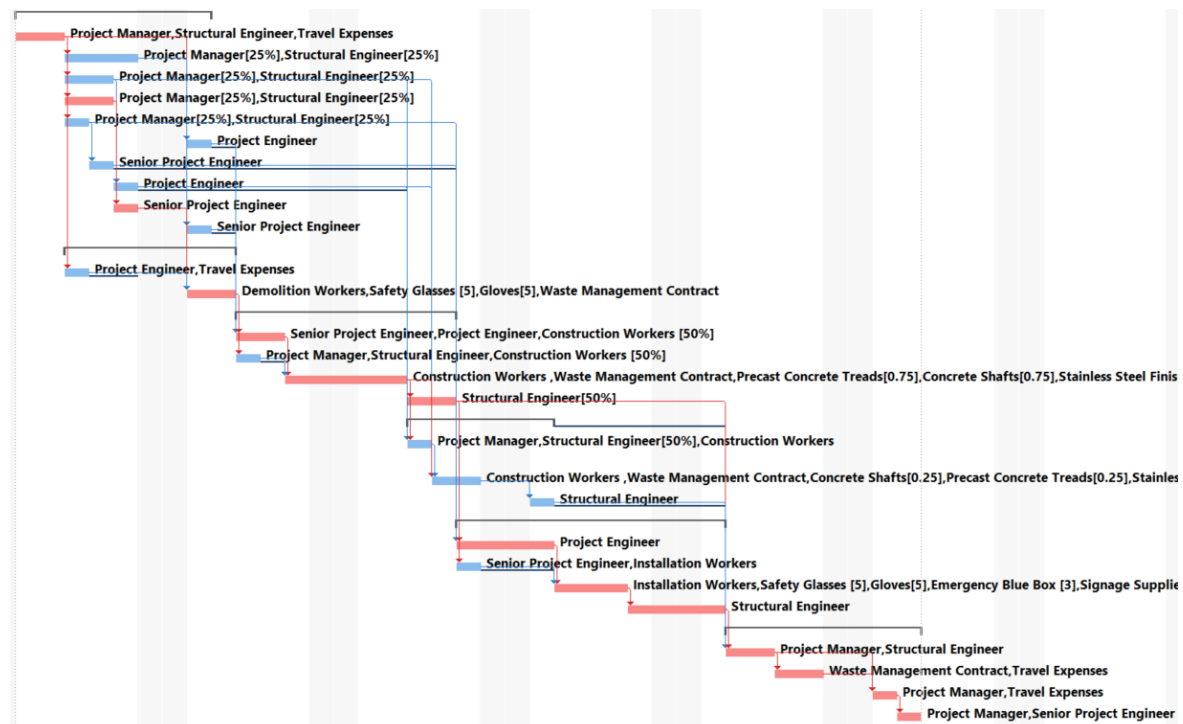 Project Manager,Structural Engineer,Travel Expenses
Project Manager[25%],Structural Engineer[25%]
Project Manager[25%],Structural Engineer[25%]
Project Manager[25%],Structural Engineer[25%]
Project Manager[25%],Structural Engineer[25%]
Project Engineer
Senior Project Engineer
Project Engineer
Senior Project Engineer
Senior Project Engineer
Project Engineer,Travel Expenses
Demolition Workers,Safety Glasses [5],Gloves[5],Waste Management Contract
Senior Project Engineer,Project Engineer,Construction Workers [50%]
Project Manager,Structural Engineer,Construction Workers [50%]
Construction Workers ,Waste Management Contract,Precast Concrete Treads[0.75],Concrete Shafts[0.75],Stainless Steel Finis
Structural Engineer[50%]
Project Manager,Structural Engineer[50%],Construction Workers
Construction Workers ,Waste Management Contract,Concrete Shafts[0.25],Precast Concrete Treads[0.25],Stainles
Structural Engineer
Project Engineer
Senior Project Engineer,Installation Workers
Installation Workers,Safety Glasses [5],Gloves[5],Emergency Blue Box [3],Signage Supplie
Structural Engineer
Project Manager,Structural Engineer
Waste Management Contract,Travel Expenses
Project Manager,Travel Expenses
Project Manager,Senior Project Engineer